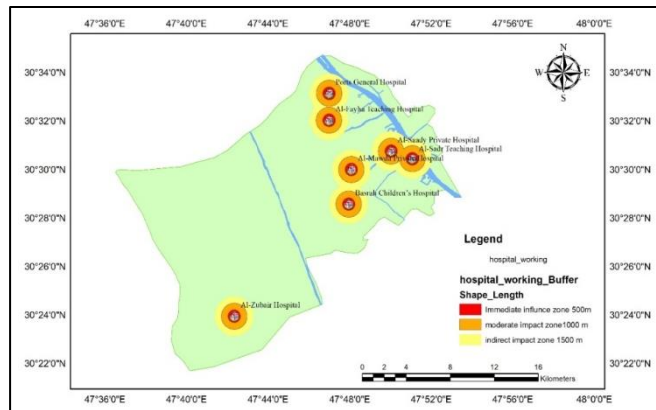 47°36'0"E 47°40'0"E 47°44'0"E 47°48'0"E 47°52'0"E 47°56'0"E 48°0'0"E
N
W E
S
30°34'0"N 30°34'0"N
Ports General Hospital
30°32'0"N 30°32'0"N
Al-Fayhaa Teaching Hospital
Al-Saady Private Hospital
Al-Sadr Teaching Hospital
30°30'0"N 30°30'0"N
Hospital
30°28'0"N 30°28'0"N
Basrah Children's Hospital
Legend
hospital_working
30°26'0"N 30°26'0"N
hospital_working_Buffer
Shape_Length
Al-Zubair Hospital
Immediate influnce zone 500m
30°24'0"N 30°24'0"N
moderate impact zone1000 m
indirect impact zone 1500 m
30°22'0"N 30°22'0"N
0 2 4 8 12 16
Kilometers
47°36'0"E 47°40'0"E 47°44'0"E 47°48'0"E 47°52'0"E 47°56'0"E 48°0'0"E